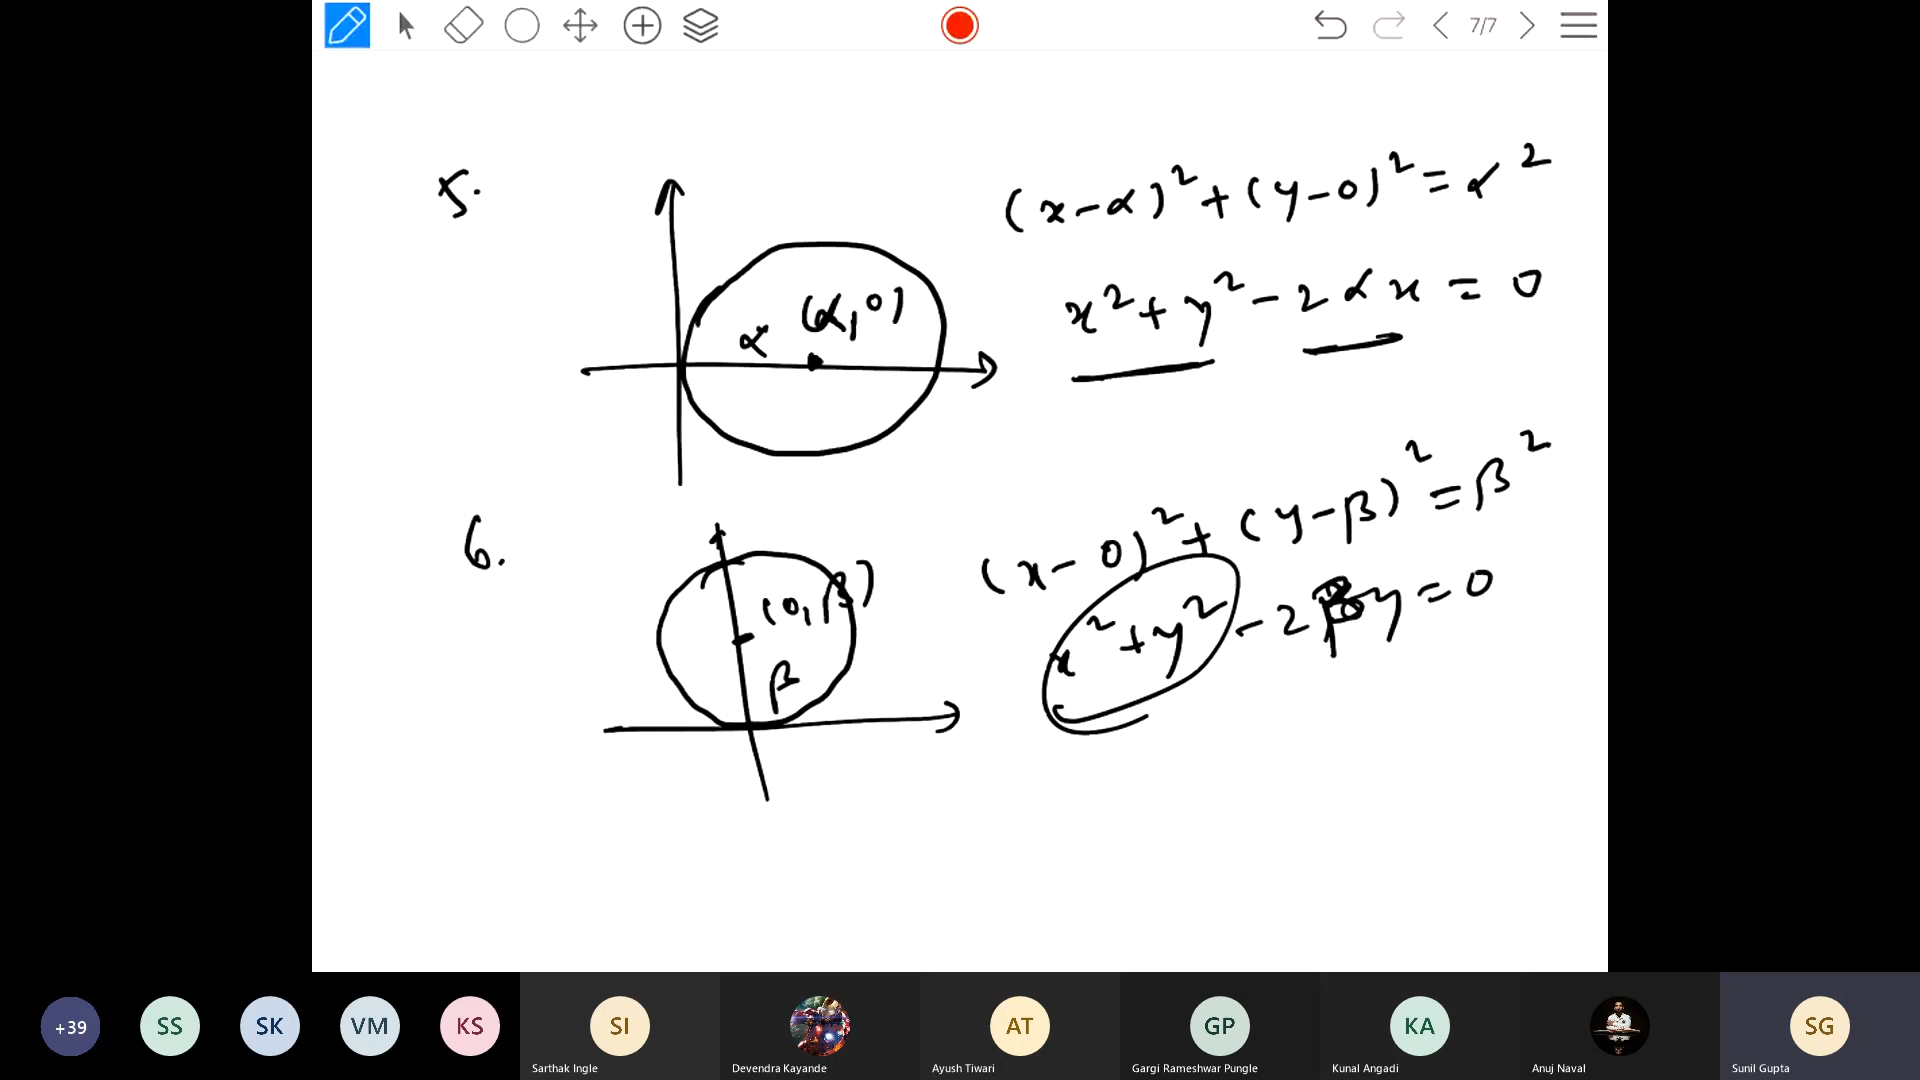 7/7
5.
(x-α)²+(y-0)²=α²
(α,0)
α
x²+y²-2αx=0
6.
(x-0)²+(y-β)²=β²
(0,β)
β
x²+y²-2βy=0
+39
SS
SK
VM
KS
SI
AT
GP
KA
SG
Sarthak Ingle
Devendra Kayande
Ayush Tiwari
Gargi Rameshwar Pungle
Kunal Angadi
Anuj Naval
Sunil Gupta